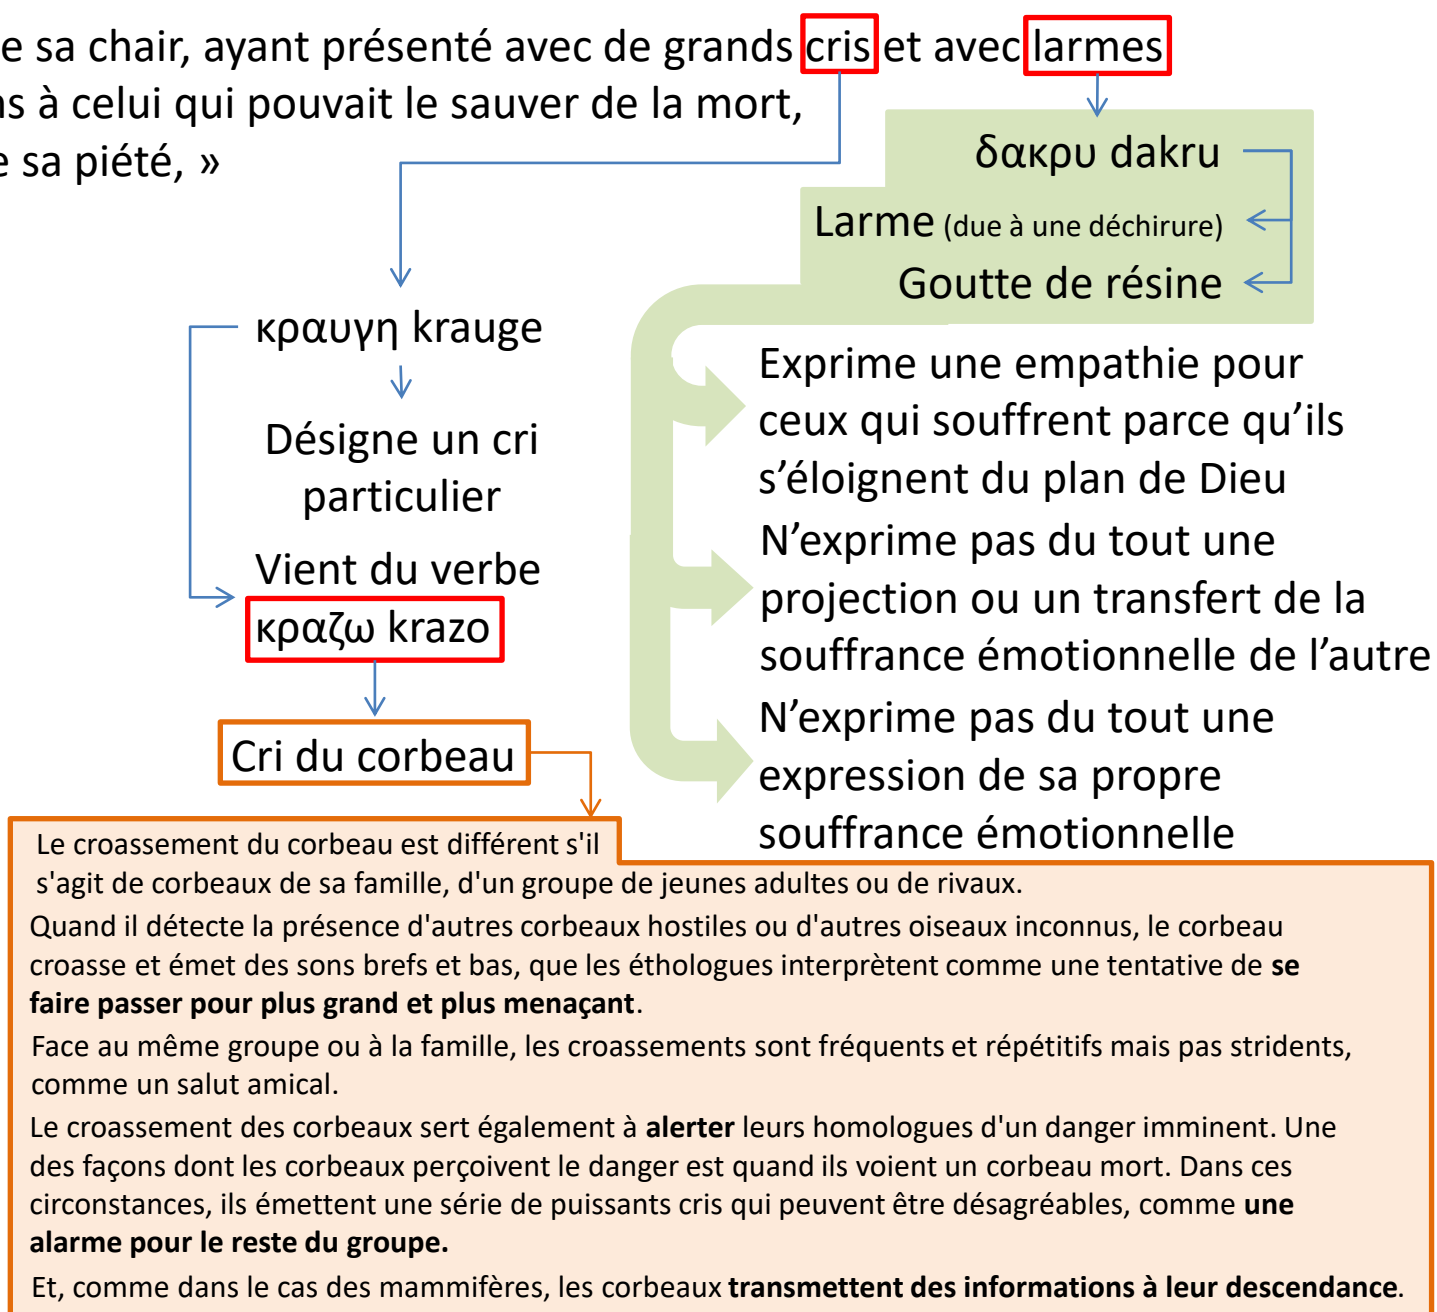 e sa chair, ayant présenté avec de grands cris et avec larmes
ns à celui qui pouvait le sauver de la mort,
e sa piété, »
δακρυ dakru
Larme (due à une déchirure)
Goutte de résine
κραυγη krauge
Désigne un cri
particulier
Vient du verbe
κραζω krazo
Cri du corbeau
Exprime une empathie pour
ceux qui souffrent parce qu’ils
s’éloignent du plan de Dieu
N’exprime pas du tout une
projection ou un transfert de la
souffrance émotionnelle de l’autre
N’exprime pas du tout une
expression de sa propre
souffrance émotionnelle
Le croassement du corbeau est différent s'il
s'agit de corbeaux de sa famille, d'un groupe de jeunes adultes ou de rivaux.
Quand il détecte la présence d'autres corbeaux hostiles ou d'autres oiseaux inconnus, le corbeau
croasse et émet des sons brefs et bas, que les éthologues interprètent comme une tentative de se
faire passer pour plus grand et plus menaçant.
Face au même groupe ou à la famille, les croassements sont fréquents et répétitifs mais pas stridents,
comme un salut amical.
Le croassement des corbeaux sert également à alerter leurs homologues d'un danger imminent. Une
des façons dont les corbeaux perçoivent le danger est quand ils voient un corbeau mort. Dans ces
circonstances, ils émettent une série de puissants cris qui peuvent être désagréables, comme une
alarme pour le reste du groupe.
Et, comme dans le cas des mammifères, les corbeaux transmettent des informations à leur descendance.